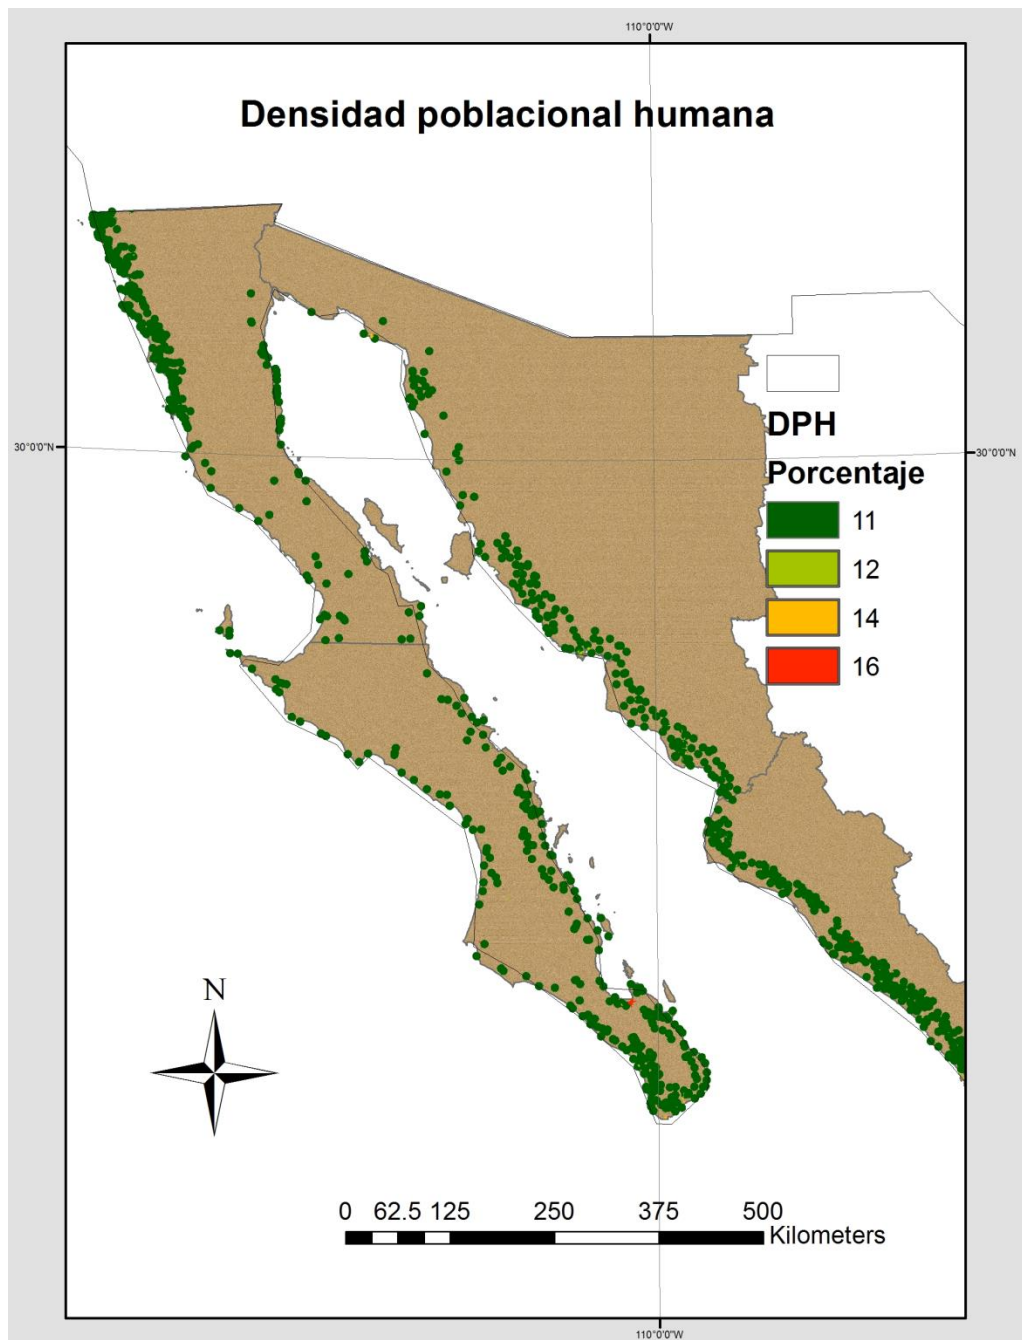 110°0'0"W
Densidad poblacional humana
30°0'0"N
30°0'0"N
DPH
Porcentaje
11
12
14
16
N
0 62.5 125 250 375 500
Kilometers
110°0'0"W